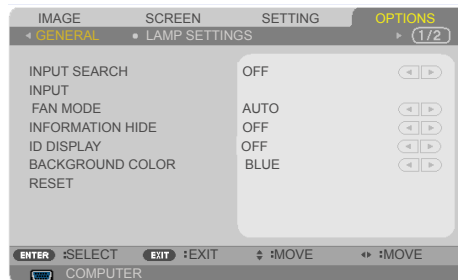 IMAGE SCREEN SETTING OPTIONS
GENERAL • LAMP SETTINGS 1/2
INPUT SEARCH OFF
INPUT
FAN MODE AUTO
INFORMATION HIDE OFF
ID DISPLAY OFF
BACKGROUND COLOR BLUE
RESET
ENTER :SELECT EXIT :EXIT :MOVE :MOVE
COMPUTER